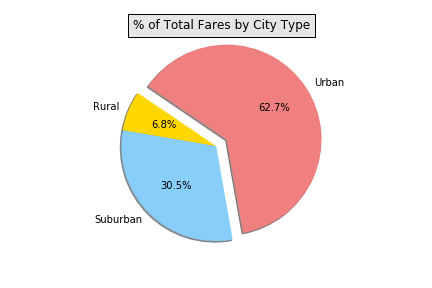 % of Total Fares by City Type
Urban
62.7%
Rural
6.8%
30.5%
Suburban